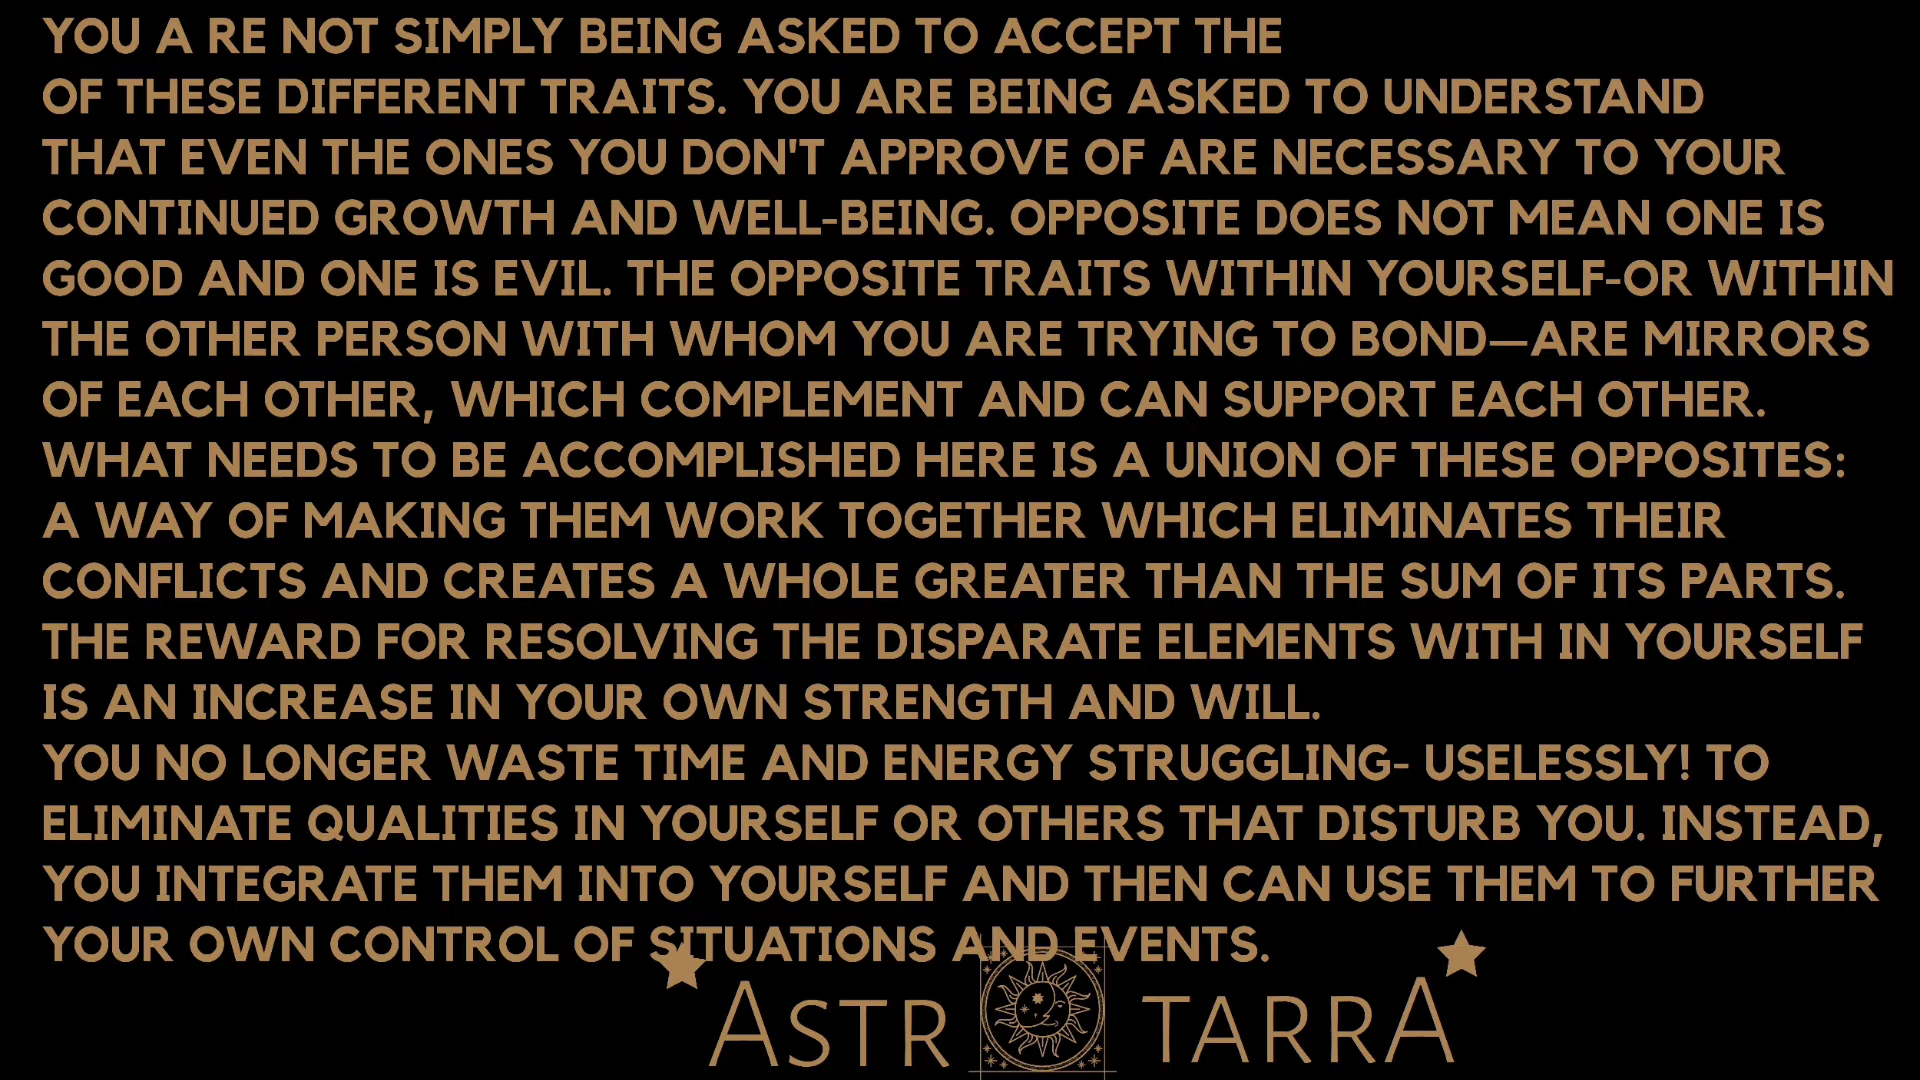 YOU A RE NOT SIMPLY BEING ASKED TO ACCEPT THE
OF THESE DIFFERENT TRAITS. YOU ARE BEING ASKED TO UNDERSTAND
THAT EVEN THE ONES YOU DON'T APPROVE OF ARE NECESSARY TO YOUR
CONTINUED GROWTH AND WELL-BEING. OPPOSITE DOES NOT MEAN ONE IS
GOOD AND ONE IS EVIL. THE OPPOSITE TRAITS WITHIN YOURSELF-OR WITHIN
THE OTHER PERSON WITH WHOM YOU ARE TRYING TO BOND—ARE MIRRORS
OF EACH OTHER, WHICH COMPLEMENT AND CAN SUPPORT EACH OTHER.
WHAT NEEDS TO BE ACCOMPLISHED HERE IS A UNION OF THESE OPPOSITES:
A WAY OF MAKING THEM WORK TOGETHER WHICH ELIMINATES THEIR
CONFLICTS AND CREATES A WHOLE GREATER THAN THE SUM OF ITS PARTS.
THE REWARD FOR RESOLVING THE DISPARATE ELEMENTS WITH IN YOURSELF
IS AN INCREASE IN YOUR OWN STRENGTH AND WILL.
YOU NO LONGER WASTE TIME AND ENERGY STRUGGLING- USELESSLY! TO
ELIMINATE QUALITIES IN YOURSELF OR OTHERS THAT DISTURB YOU. INSTEAD,
YOU INTEGRATE THEM INTO YOURSELF AND THEN CAN USE THEM TO FURTHER
YOUR OWN CONTROL OF SITUATIONS AND EVENTS.
ASTR TARRA